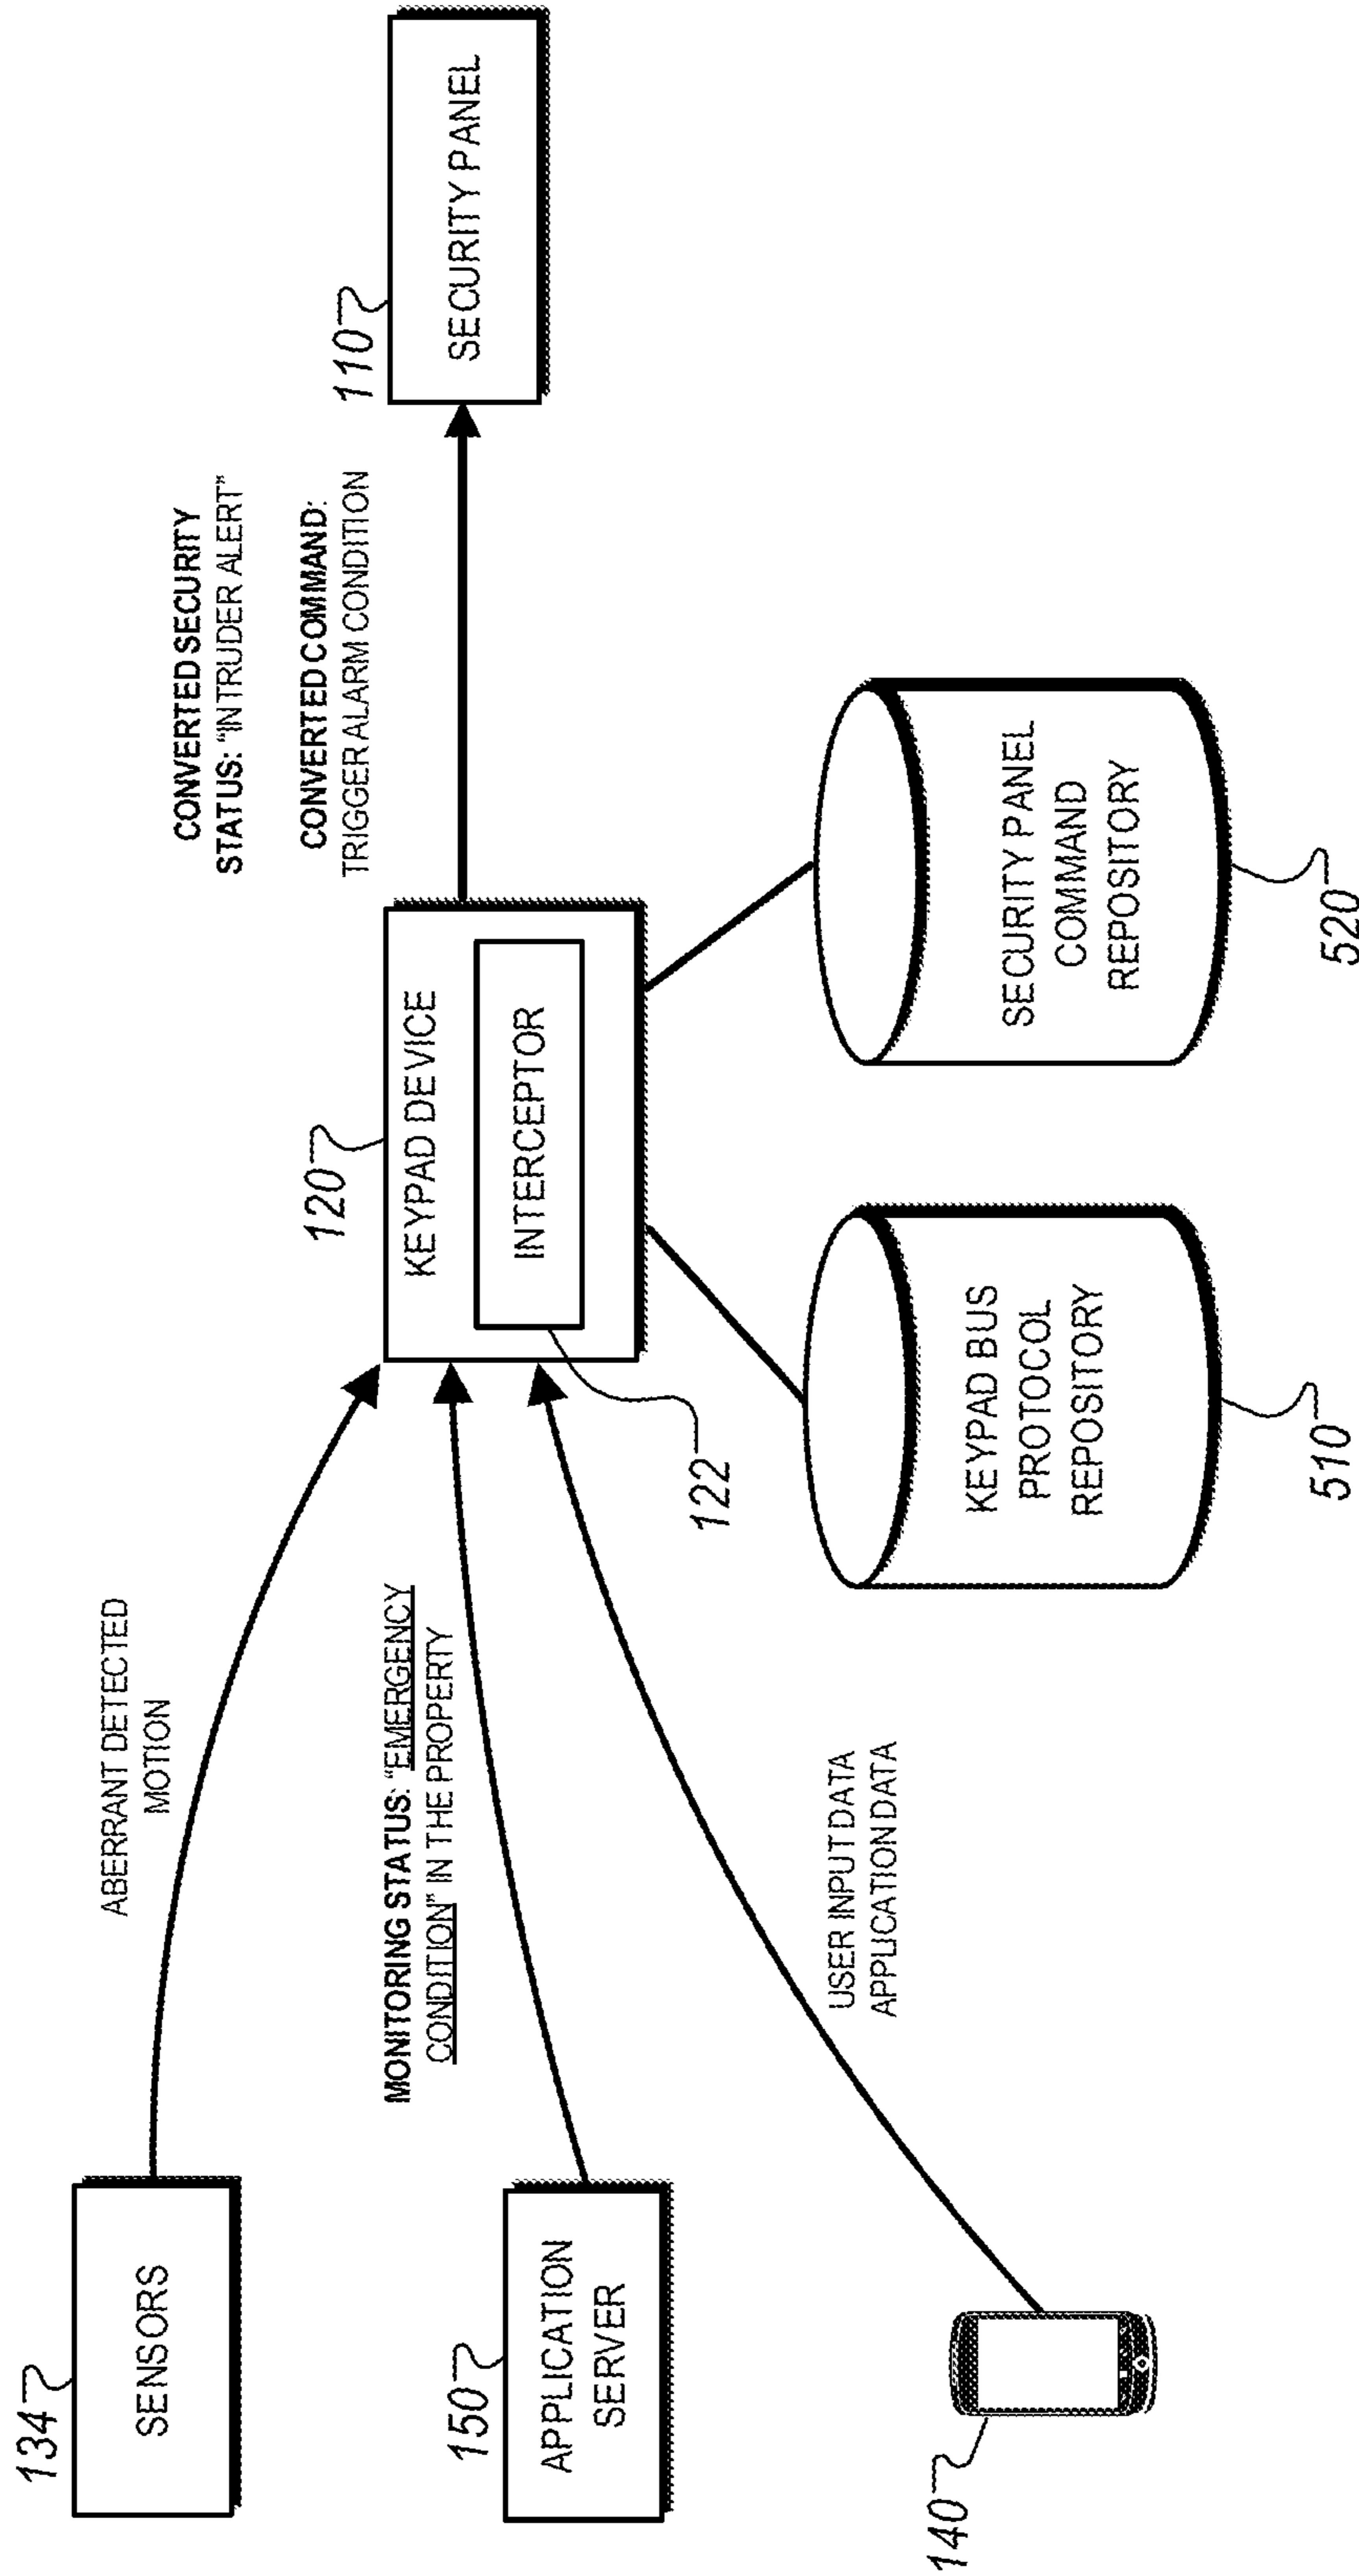 134
SENSORS
ABERRANT DETECTED
MOTION
150
APPLICATION
SERVER
MONITORING STATUS: "EMERGENCY
CONDITION" IN THE PROPERTY
140
USER INPUT DATA
APPLICATION DATA
120
KEYPAD DEVICE
INTERCEPTOR
122
KEYPAD BUS
PROTOCOL
REPOSITORY
510
SECURITY PANEL
COMMAND
REPOSITORY
520
CONVERTED SECURITY
STATUS: "INTRUDER ALERT"
CONVERTED COMMAND:
TRIGGER ALARM CONDITION
110
SECURITY PANEL